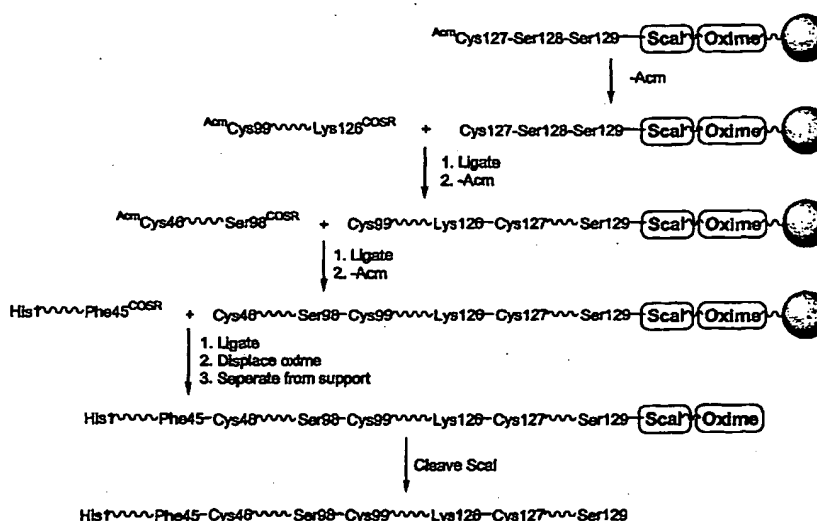 AcmCys127-Ser128-Ser129 Scal Oxime
-Acm
AcmCys99 Lys126COSR + Cys127-Ser128-Ser129 Scal Oxime
1. Ligate
2. -Acm
AcmCys46 Ser98COSR + Cys99 Lys126-Cys127 Ser129 Scal Oxime
1. Ligate
2. -Acm
His1 Phe45COSR + Cys46 Ser98-Cys99 Lys126-Cys127 Ser129 Scal Oxime
1. Ligate
2. Displace oxime
3. Seperate from support
His1 Phe45-Cys46 Ser98-Cys99 Lys126-Cys127 Ser129 Scal Oxime
Cleave Scal
His1 Phe45-Cys46 Ser98-Cys99 Lys126-Cys127 Ser129